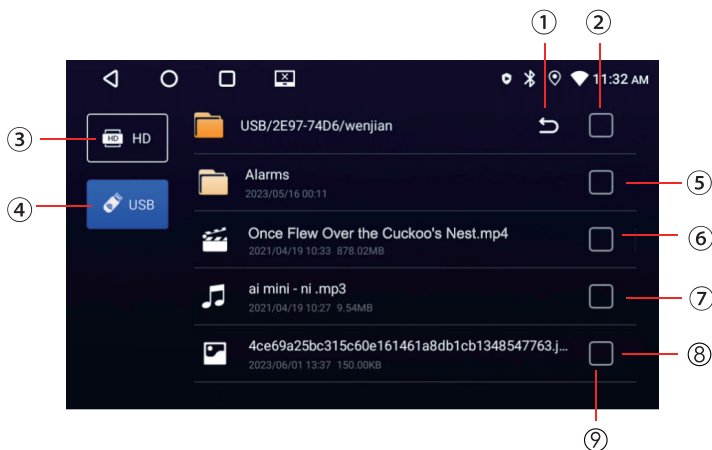 ① ②
11:32 AM
③ HD HD
USB/2E97-74D6/wenjian
④ USB
Alarms
2023/05/16 00:11
⑤
Once Flew Over the Cuckoo's Nest.mp4
2021/04/19 10:33 878.02MB
⑥
ai mini - ni .mp3
2021/04/19 10:27 9.54MB
⑦
4ce69a25bc315c60e161461a8db1cb1348547763.j...
2023/06/01 13:37 150.00KB
⑧
⑨